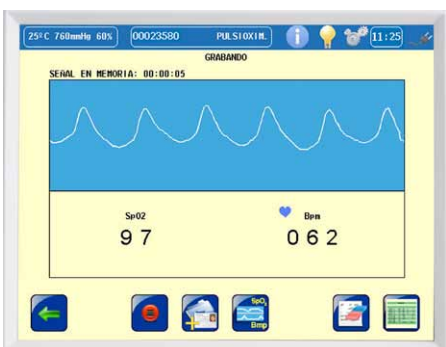 25ºC 760mmHg 60% 00023580 PULSIOXIM. 11:25
GRABANDO
SEÑAL EN MEMORIA: 00:00:05
SpO2 Bpm
97 062
SpO₂
Bmp